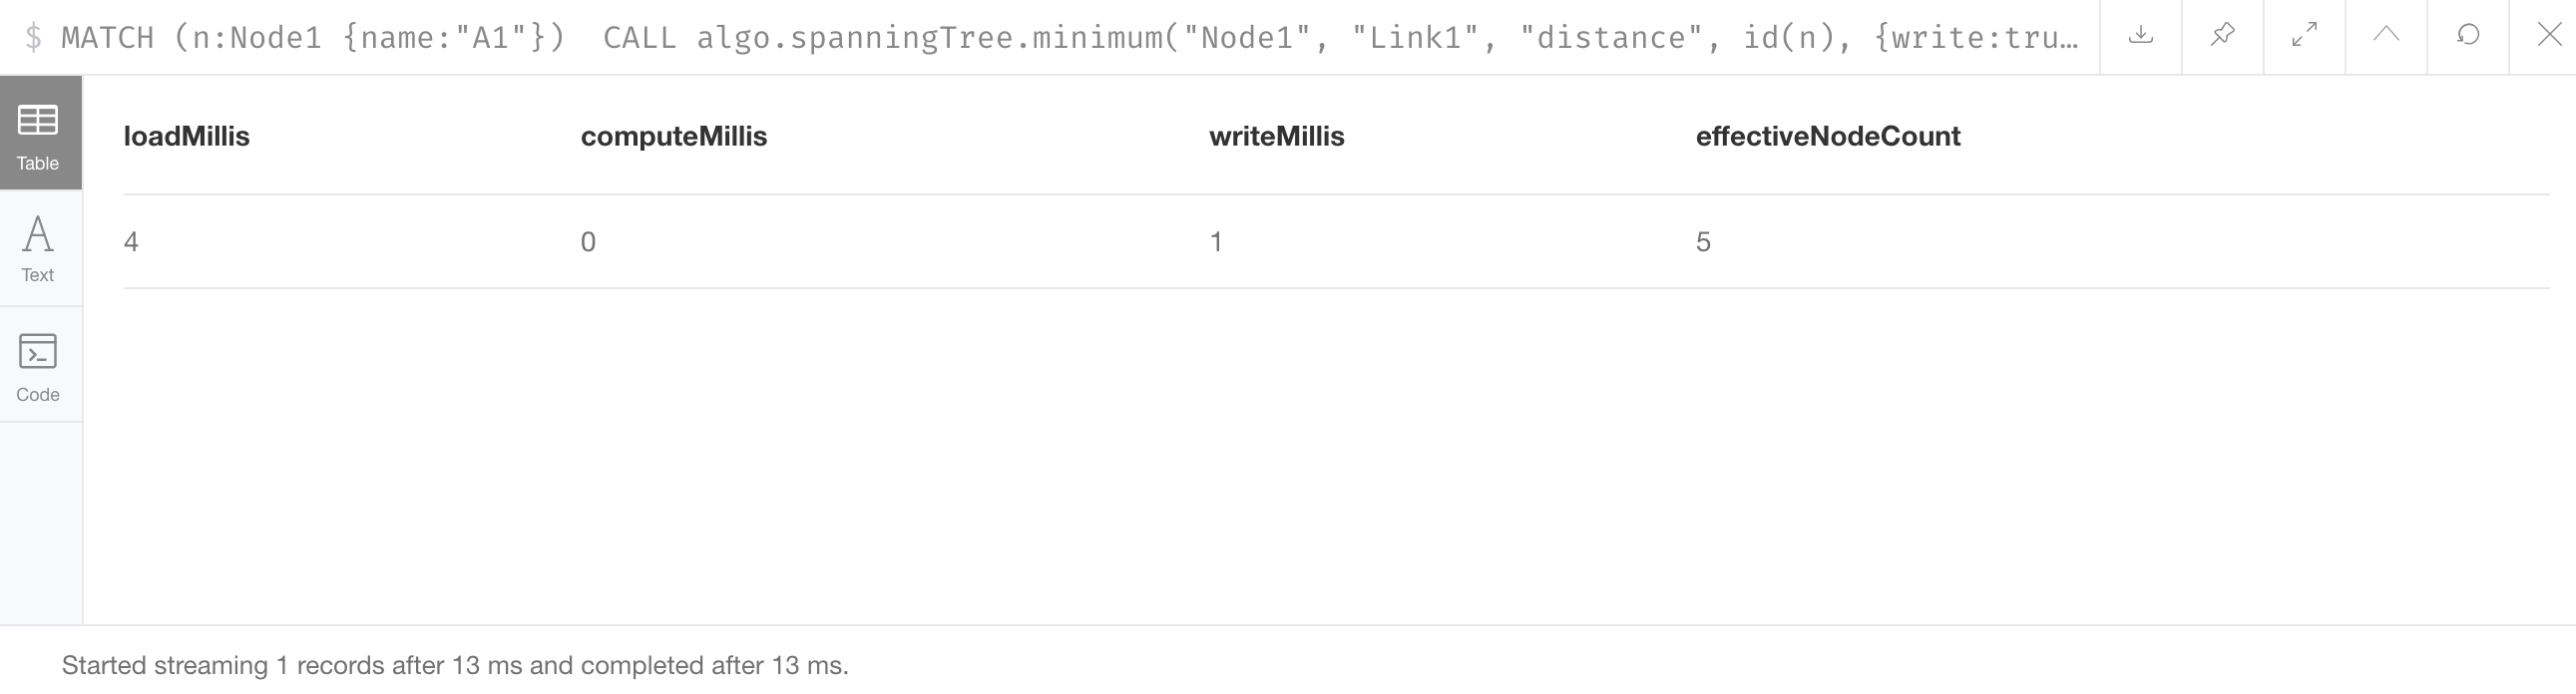 $ MATCH (n:Node1 {name:"A1"})  CALL algo.spanningTree.minimum("Node1", "Link1", "distance", id(n), {write:tru…
Table
Text
Code
loadMillis computeMillis writeMillis effectiveNodeCount
4 0 1 5
Started streaming 1 records after 13 ms and completed after 13 ms.